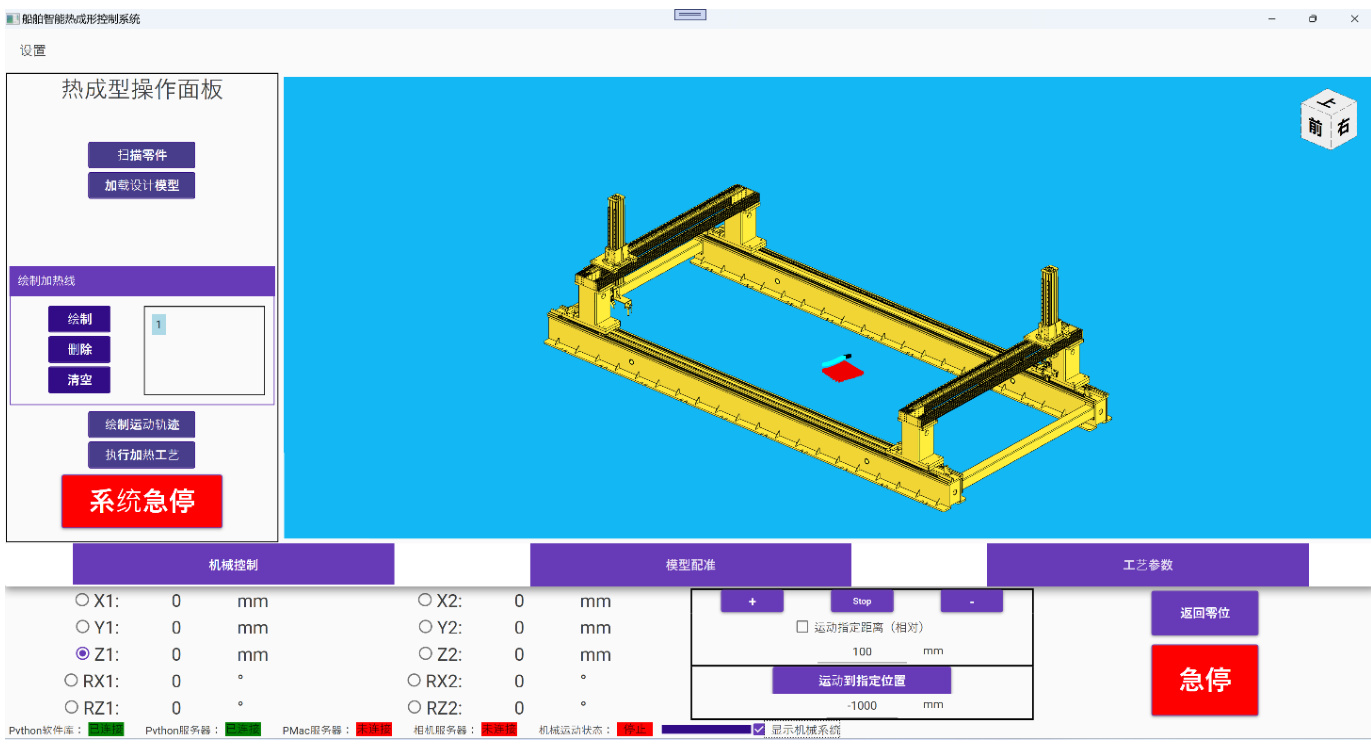 船舶智能热成形控制系统
设置
热成型操作面板
扫描零件
加载设计模型
绘制加热线
绘制
删除
清空
1
绘制运动轨迹
执行加热工艺
系统急停
上
前 右
机械控制 模型配准 工艺参数
X1: 0 mm X2: 0 mm
Y1: 0 mm Y2: 0 mm
Z1: 0 mm Z2: 0 mm
RX1: 0 ° RX2: 0 °
RZ1: 0 ° RZ2: 0 °
+ Stop -
运动指定距离（相对）
100 mm
运动到指定位置
-1000 mm
返回零位
急停
Python软件库： 已连接 Python服务器： 已连接 PMac服务器： 未连接 相机服务器： 未连接 机械运动状态： 停止 显示机械系统